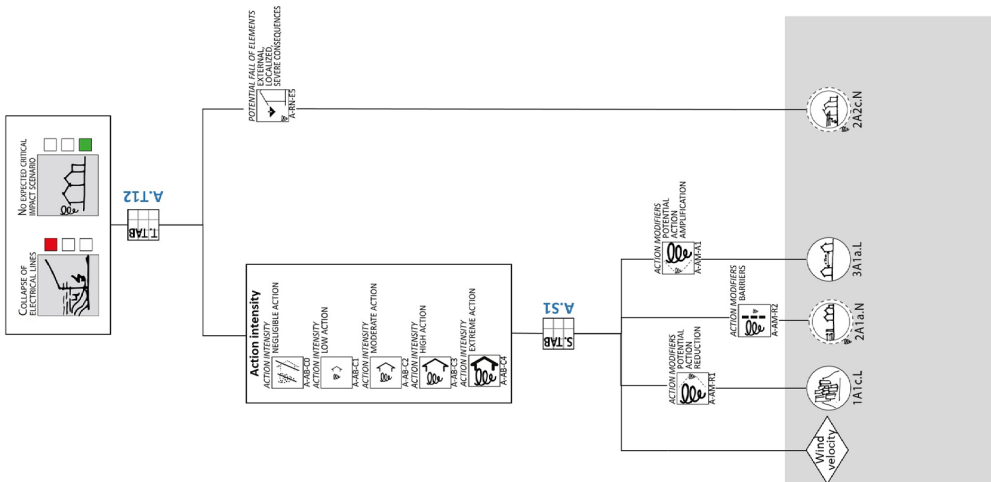 COLLAPSE OF
ELECTRICAL LINES
NO EXPECTED CRITICAL
IMPACT SCENARIO
T.TAB
A.T12
POTENTIAL FALL OF ELEMENTS
EXTERNAL,
LOCALIZED,
SEVERE CONSEQUENCES
A-RN-ES
Action intensity
ACTION INTENSITY
NEGLIGIBLE ACTION
A-AB-C0
ACTION INTENSITY
LOW ACTION
A-AB-C1
ACTION INTENSITY
MODERATE ACTION
A-AB-C2
ACTION INTENSITY
HIGH ACTION
A-AB-C3
ACTION INTENSITY
EXTREME ACTION
A-AB-C4
S.TAB
A.S1
ACTION MODIFIERS
POTENTIAL
ACTION
REDUCTION
A-AM-R1
ACTION MODIFIERS
BARRIERS
A-AM-R2
ACTION MODIFIERS
POTENTIAL
ACTION
AMPLIFICATION
A-AM-A1
Wind
velocity
1A1c.L
2A1a.N
3A1a.L
2A2c.N